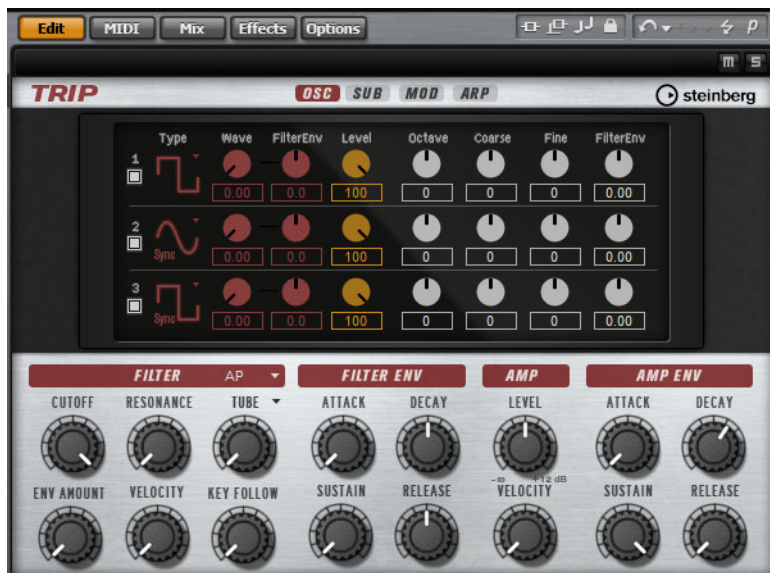 Edit MIDI Mix Effects Options
m s
TRIP OSC SUB MOD ARP steinberg
Type Wave FilterEnv Level Octave Coarse Fine FilterEnv
1
0.00 0.0 100 0 0 0 0.00
2
Sync 0.00 0.0 100 0 0 0 0.00
3
Sync 0.00 0.0 100 0 0 0 0.00
FILTER AP FILTER ENV AMP AMP ENV
CUTOFF RESONANCE TUBE ATTACK DECAY LEVEL ATTACK DECAY
-∞ +12 dB
ENV AMOUNT VELOCITY KEY FOLLOW SUSTAIN RELEASE VELOCITY SUSTAIN RELEASE